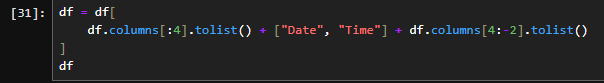 [31]: df = df[
    df.columns[:4].tolist() + ["Date", "Time"] + df.columns[4:-2].tolist()
]
df